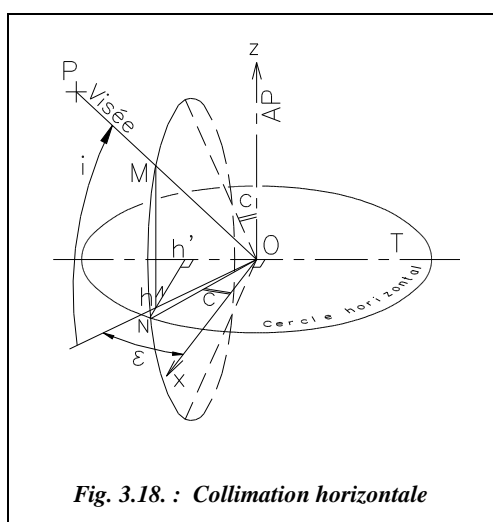 z
P
Visée
AP
i
M
c
h'
O
T
h
c
N
Cercle horizontal
ε
x
Fig. 3.18. : Collimation horizontale